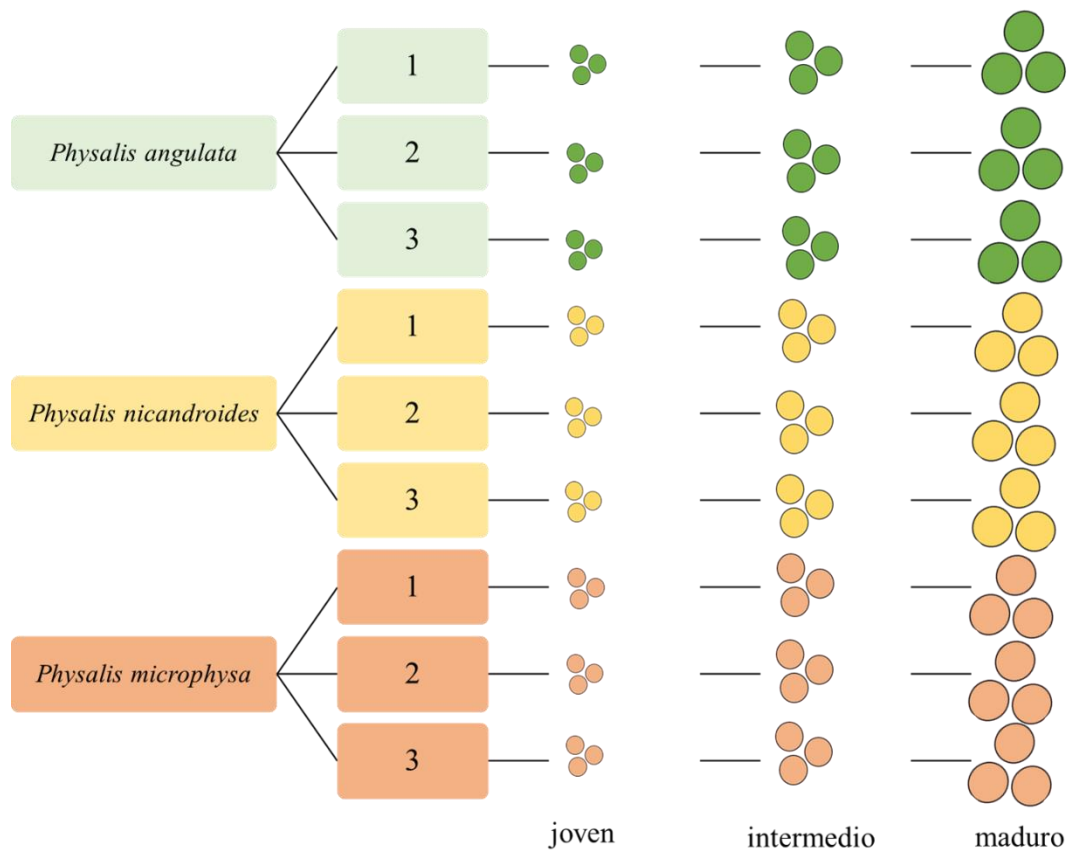 Physalis angulata
1
2
3
Physalis nicandroides
1
2
3
Physalis microphysa
1
2
3
joven
intermedio
maduro